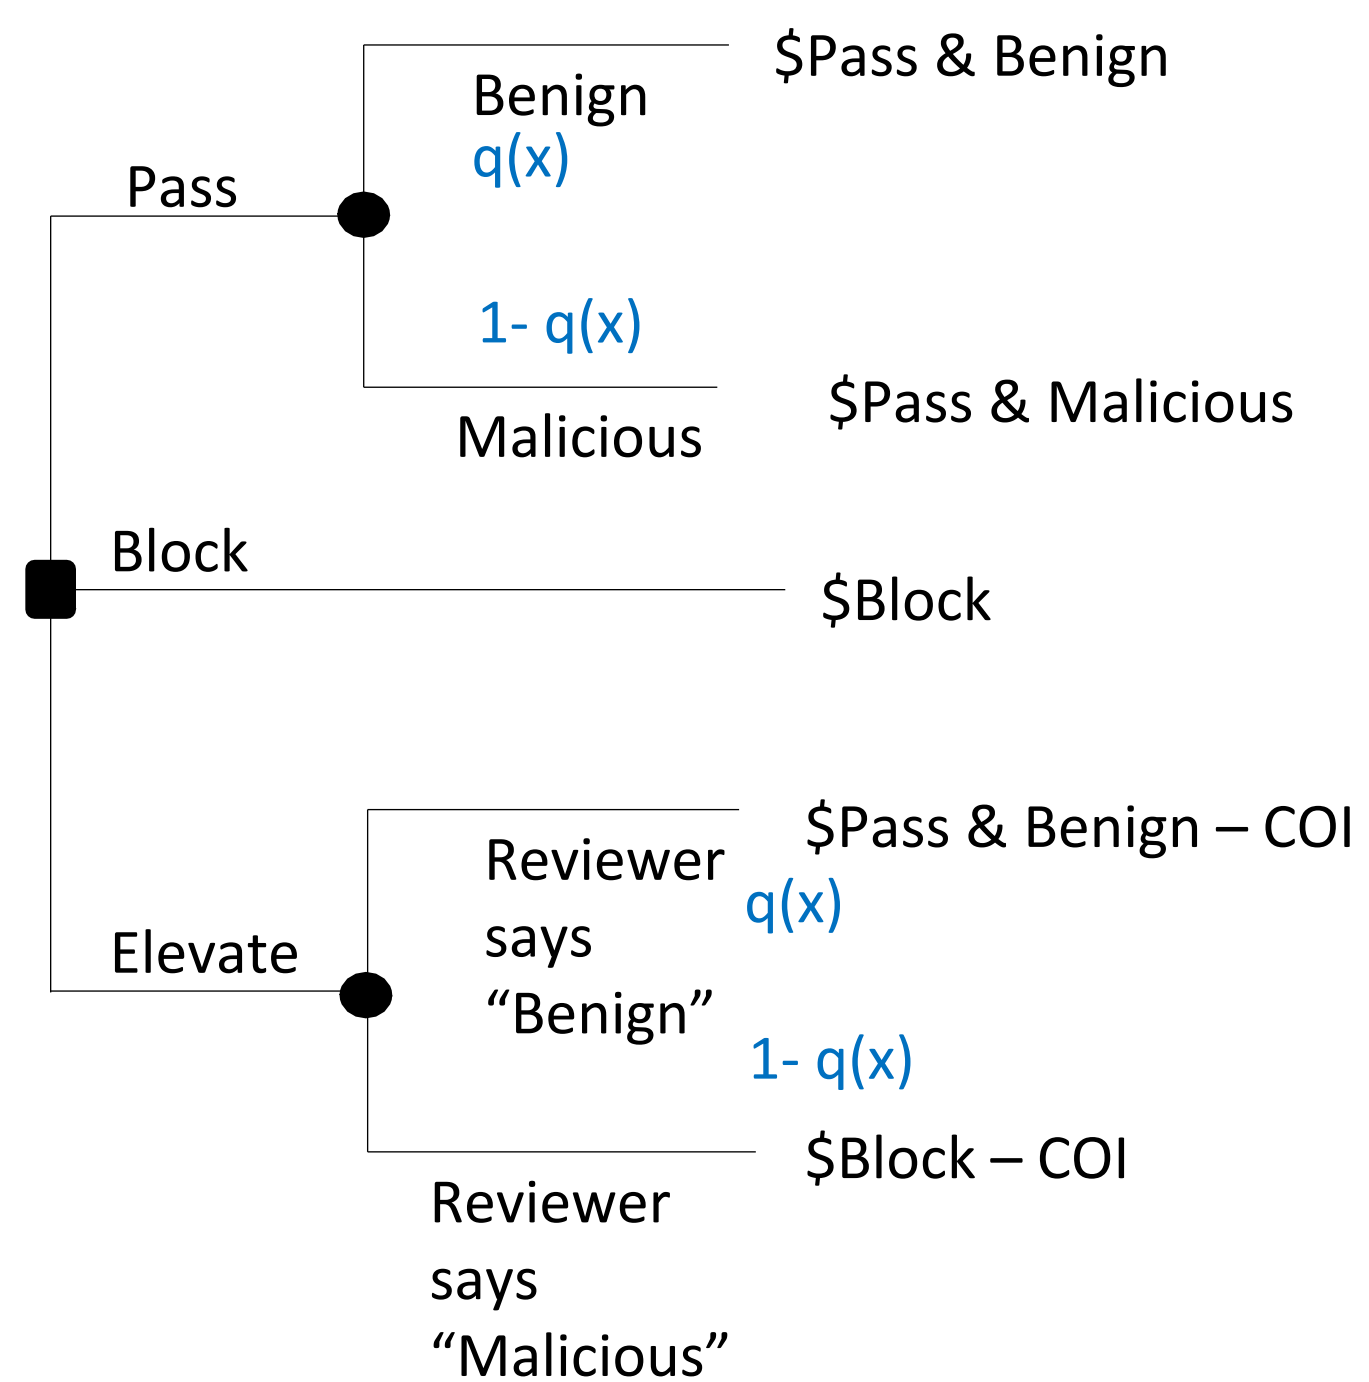 $Pass & Benign
Benign
q(x)
Pass
1- q(x)
$Pass & Malicious
Malicious
Block
$Block
$Pass & Benign – COI
Reviewer
q(x)
says
Elevate
“Benign”
1- q(x)
$Block – COI
Reviewer
says
“Malicious”